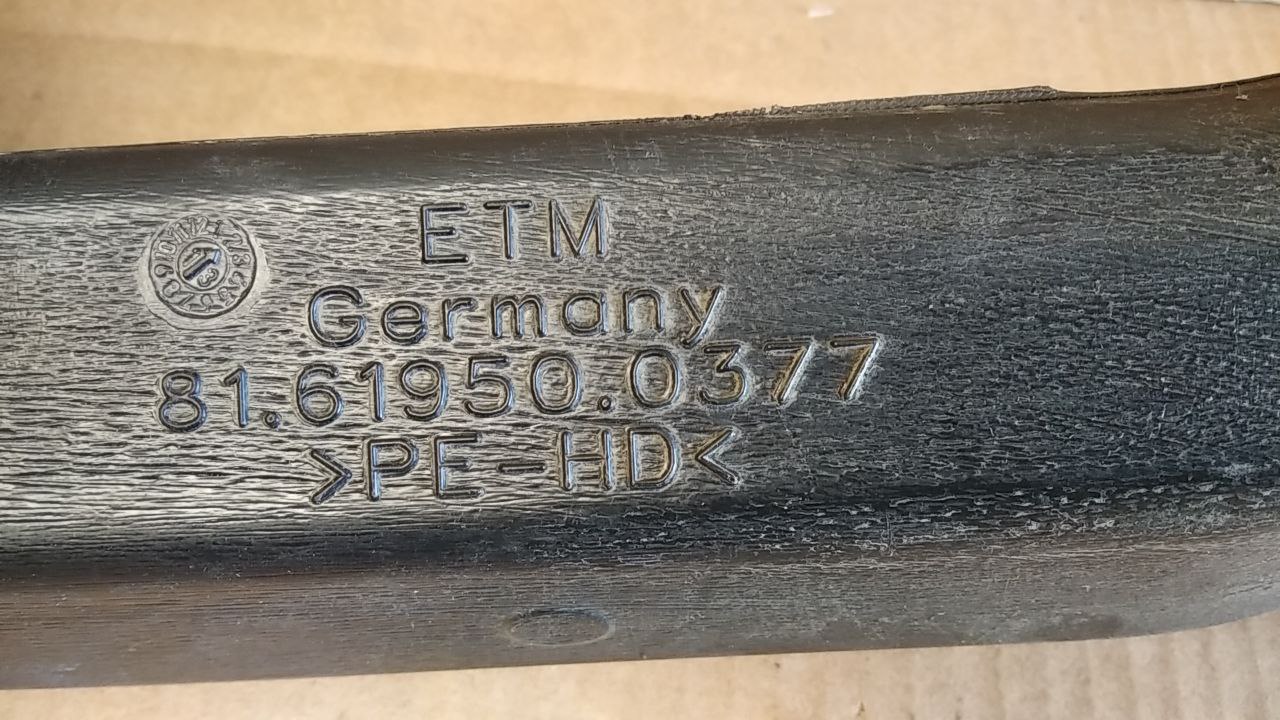 ETM
Germany
81.61950.0377
>PE-HD<